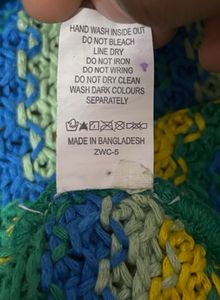 HAND WASH INSIDE OUT
DO NOT BLEACH
LINE DRY
DO NOT IRON
DO NOT WRING
DO NOT DRY CLEAN
WASH DARK COLOURS
SEPARATELY
MADE IN BANGLADESH
ZWC-5